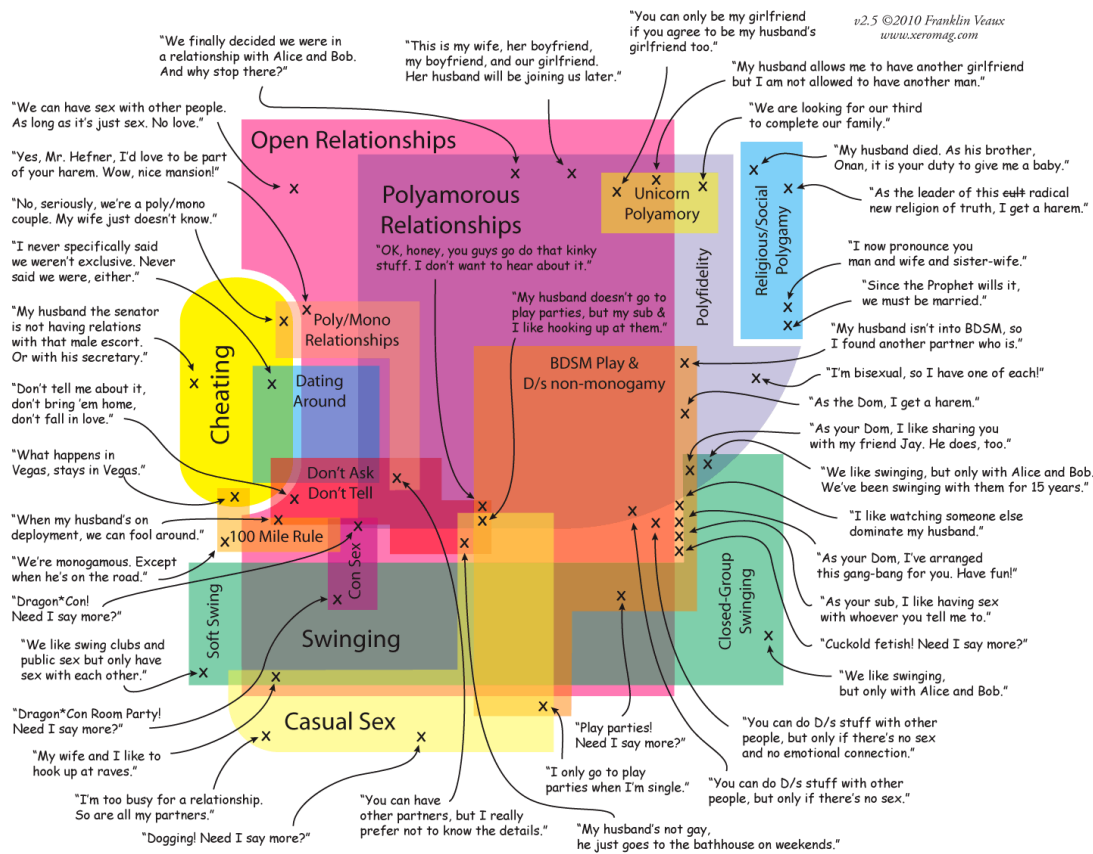 v2.5 ©2010 Franklin Veaux
www.xeromag.com
"You can only be my girlfriend
if you agree to be my husband's
girlfriend too."
"We finally decided we were in
a relationship with Alice and Bob.
And why stop there?"
"This is my wife, her boyfriend,
my boyfriend, and our girlfriend.
Her husband will be joining us later."
"My husband allows me to have another girlfriend
but I am not allowed to have another man."
"We can have sex with other people.
As long as it's just sex. No love."
"We are looking for our third
to complete our family."
"Yes, Mr. Hefner, I'd love to be part
of your harem. Wow, nice mansion!"
"My husband died. As his brother,
Onan, it is your duty to give me a baby."
"No, seriously, we're a poly/mono
couple. My wife just doesn't know."
"As the leader of this cult radical
new religion of truth, I get a harem."
"I never specifically said
we weren't exclusive. Never
said we were, either."
"I now pronounce you
man and wife and sister-wife."
"Since the Prophet wills it,
we must be married."
"My husband the senator
is not having relations
with that male escort.
Or with his secretary."
"My husband isn't into BDSM, so
I found another partner who is."
"I'm bisexual, so I have one of each!"
"Don't tell me about it,
don't bring 'em home,
don't fall in love."
"As the Dom, I get a harem."
"As your Dom, I like sharing you
with my friend Jay. He does, too."
"What happens in
Vegas, stays in Vegas."
"We like swinging, but only with Alice and Bob.
We've been swinging with them for 15 years."
"When my husband's on
deployment, we can fool around."
"I like watching someone else
dominate my husband."
"We're monogamous. Except
when he's on the road."
"As your Dom, I've arranged
this gang-bang for you. Have fun!"
"Dragon*Con!
Need I say more?"
"As your sub, I like having sex
with whoever you tell me to."
"We like swing clubs and
public sex but only have
sex with each other."
"Cuckold fetish! Need I say more?"
"We like swinging,
but only with Alice and Bob."
"Dragon*Con Room Party!
Need I say more?"
"My wife and I like to
hook up at raves."
"I'm too busy for a relationship.
So are all my partners."
"Dogging! Need I say more?"
"You can have
other partners, but I really
prefer not to know the details."
"Play parties!
Need I say more?"
"I only go to play
parties when I'm single."
"My husband's not gay,
he just goes to the bathhouse on weekends."
"You can do D/s stuff with other
people, but only if there's no sex
and no emotional connection."
"You can do D/s stuff with other
people, but only if there's no sex."
Open Relationships
Polyamorous
Relationships
"OK, honey, you guys go do that kinky
stuff. I don't want to hear about it."
"My husband doesn't go to
play parties, but my sub &
I like hooking up at them."
Unicorn
Polyamory
Polyfidelity
Religious/Social
Polygamy
Poly/Mono
Relationships
BDSM Play &
D/s non-monogamy
Cheating
Dating
Around
Don't Ask
Don't Tell
100 Mile Rule
Con Sex
Soft Swing
Swinging
Closed-Group
Swinging
Casual Sex